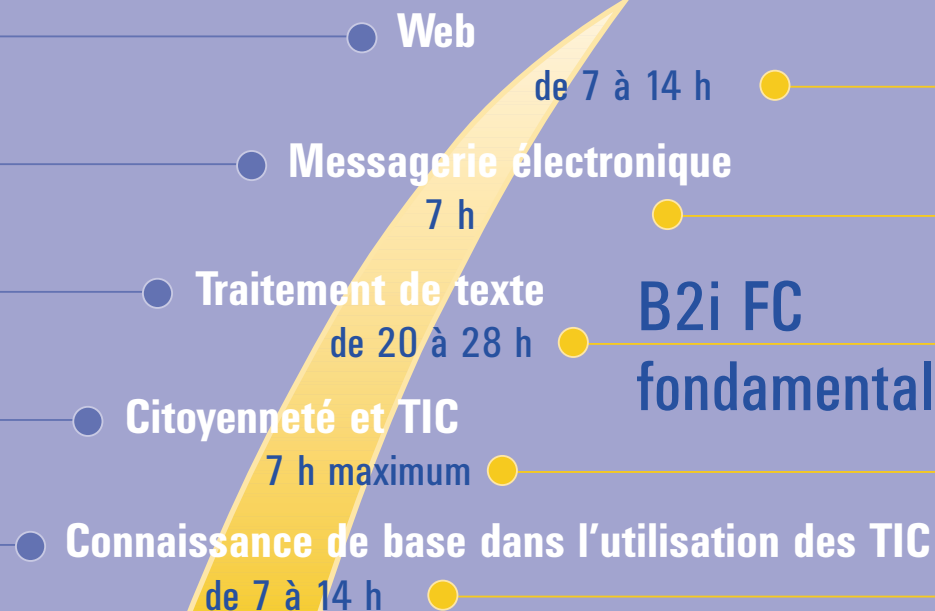 Web
de 7 à 14 h
Messagerie électronique
7 h
Traitement de texte
de 20 à 28 h
B2i FC
fondamental
Citoyenneté et TIC
7 h maximum
Connaissance de base dans l’utilisation des TIC
de 7 à 14 h